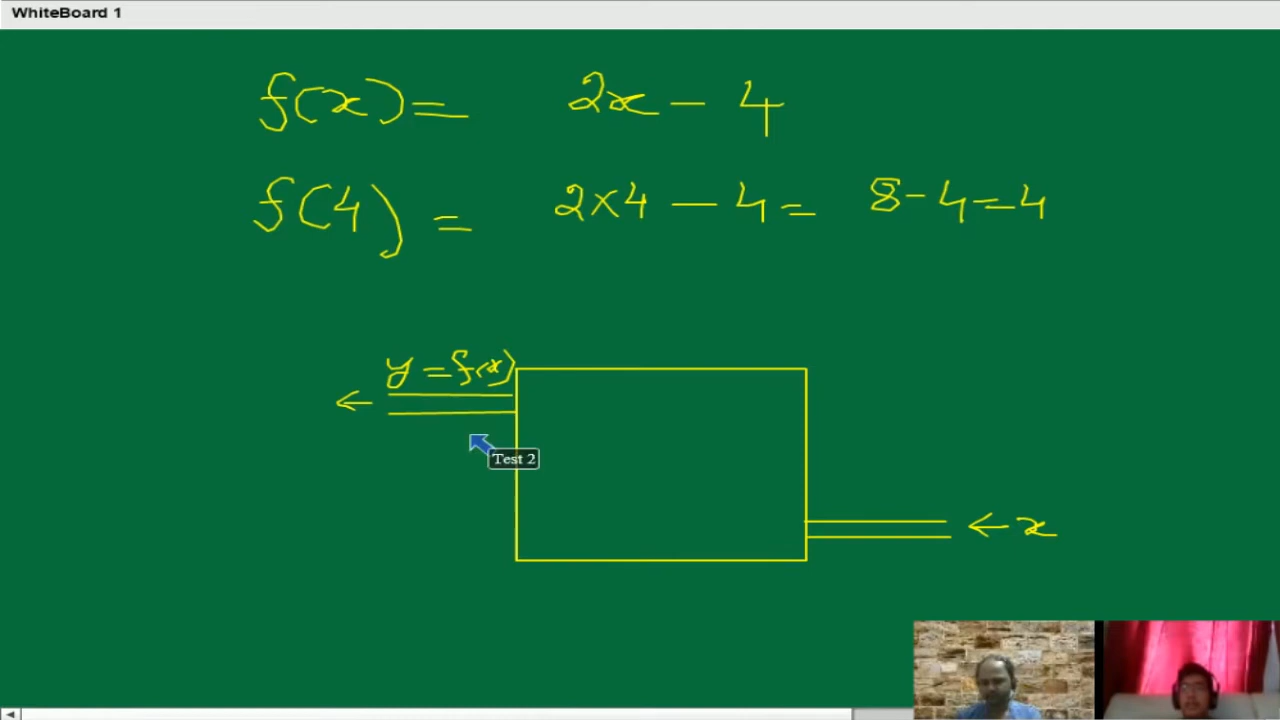 WhiteBoard 1
f(x) = 2x - 4
f(4) = 2×4 - 4 = 8 - 4 = 4
y = f(x)
←
Test 2
← x